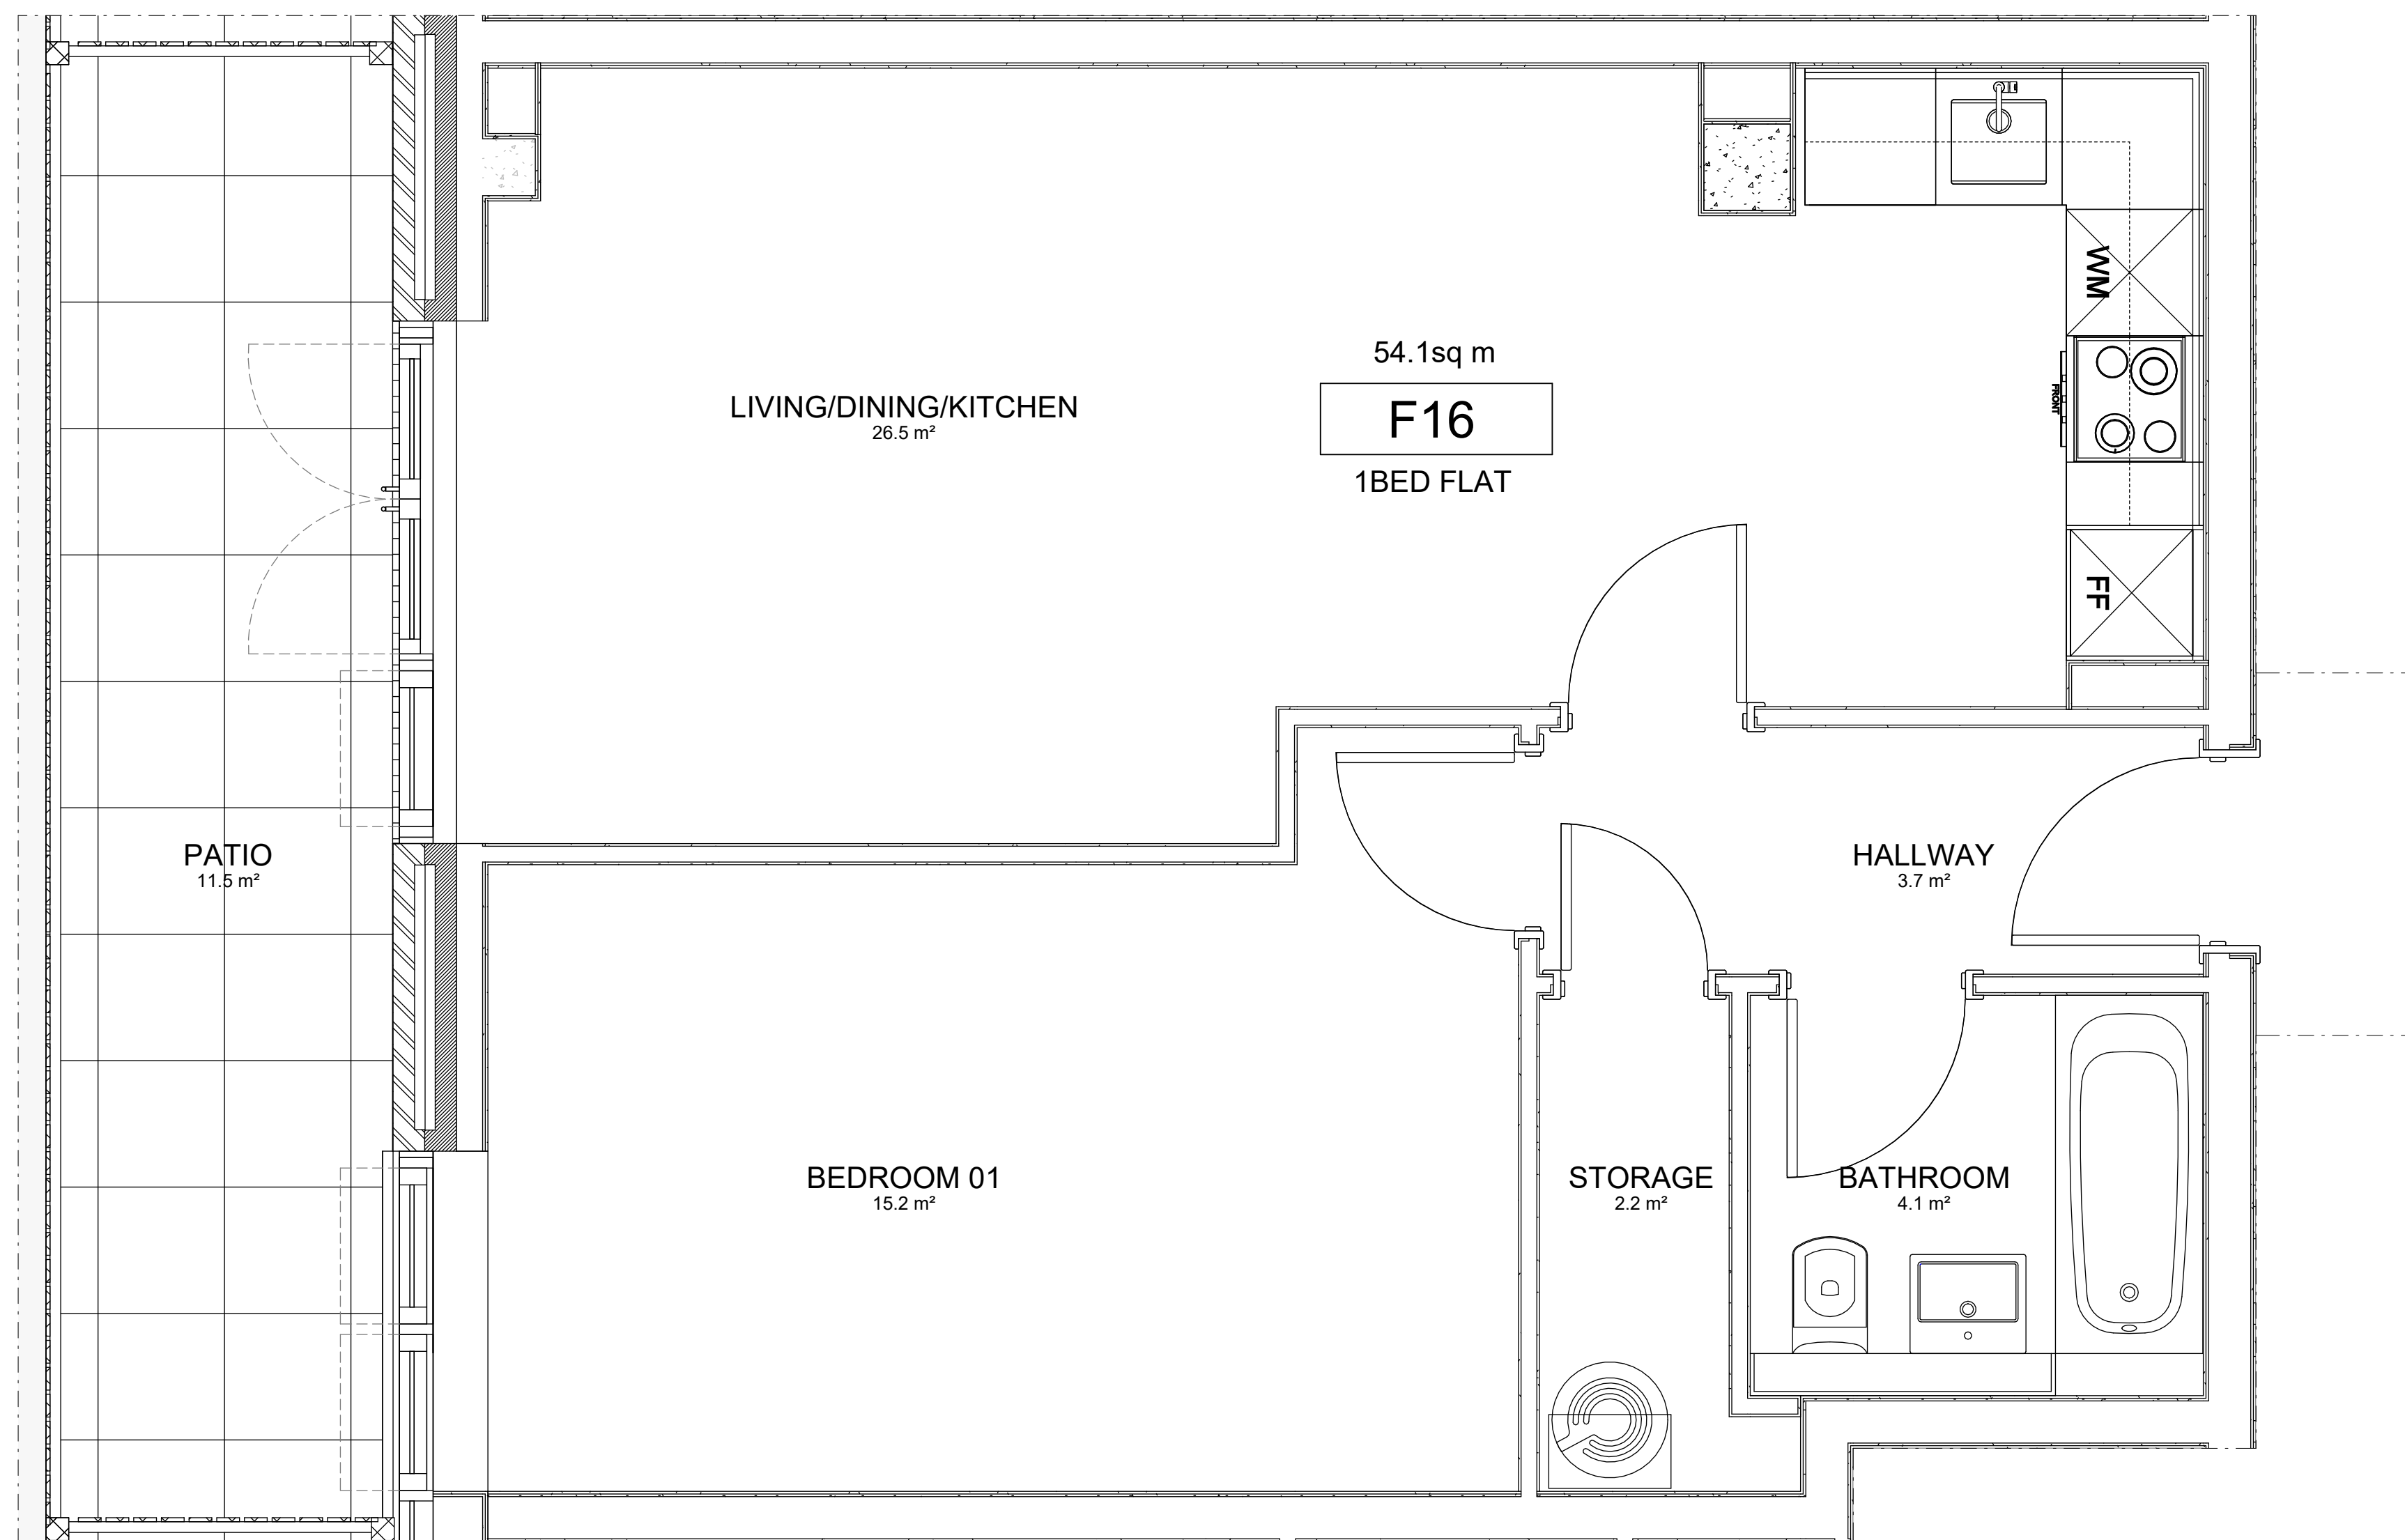 54.1sq m
F16
1BED FLAT
LIVING/DINING/KITCHEN
26.5 m²
WM
FRONT
FF
PATIO
11.5 m²
HALLWAY
3.7 m²
BEDROOM 01
15.2 m²
STORAGE
2.2 m²
BATHROOM
4.1 m²